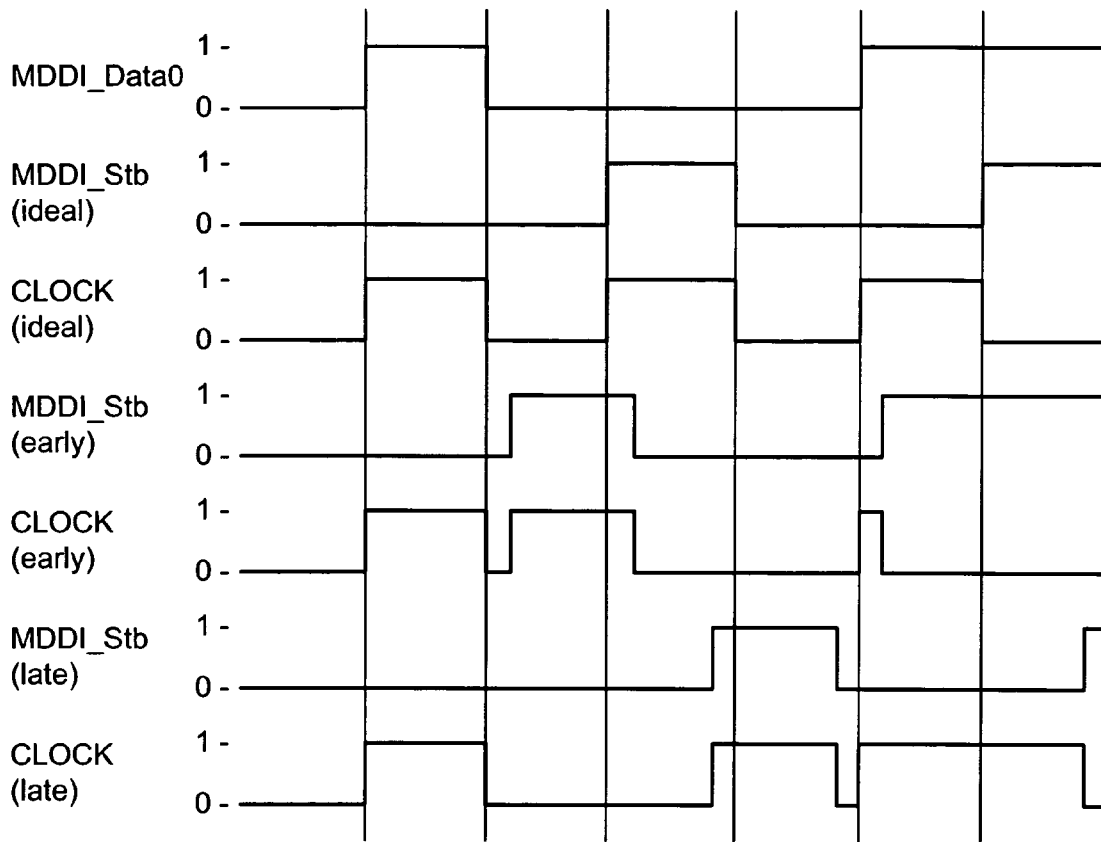 1 -
MDDI_Data0
0 -
1 -
MDDI_Stb
(ideal)
0 -
1 -
CLOCK
(ideal)
0 -
1 -
MDDI_Stb
(early)
0 -
1 -
CLOCK
(early)
0 -
1 -
MDDI_Stb
(late)
0 -
1 -
CLOCK
(late)
0 -